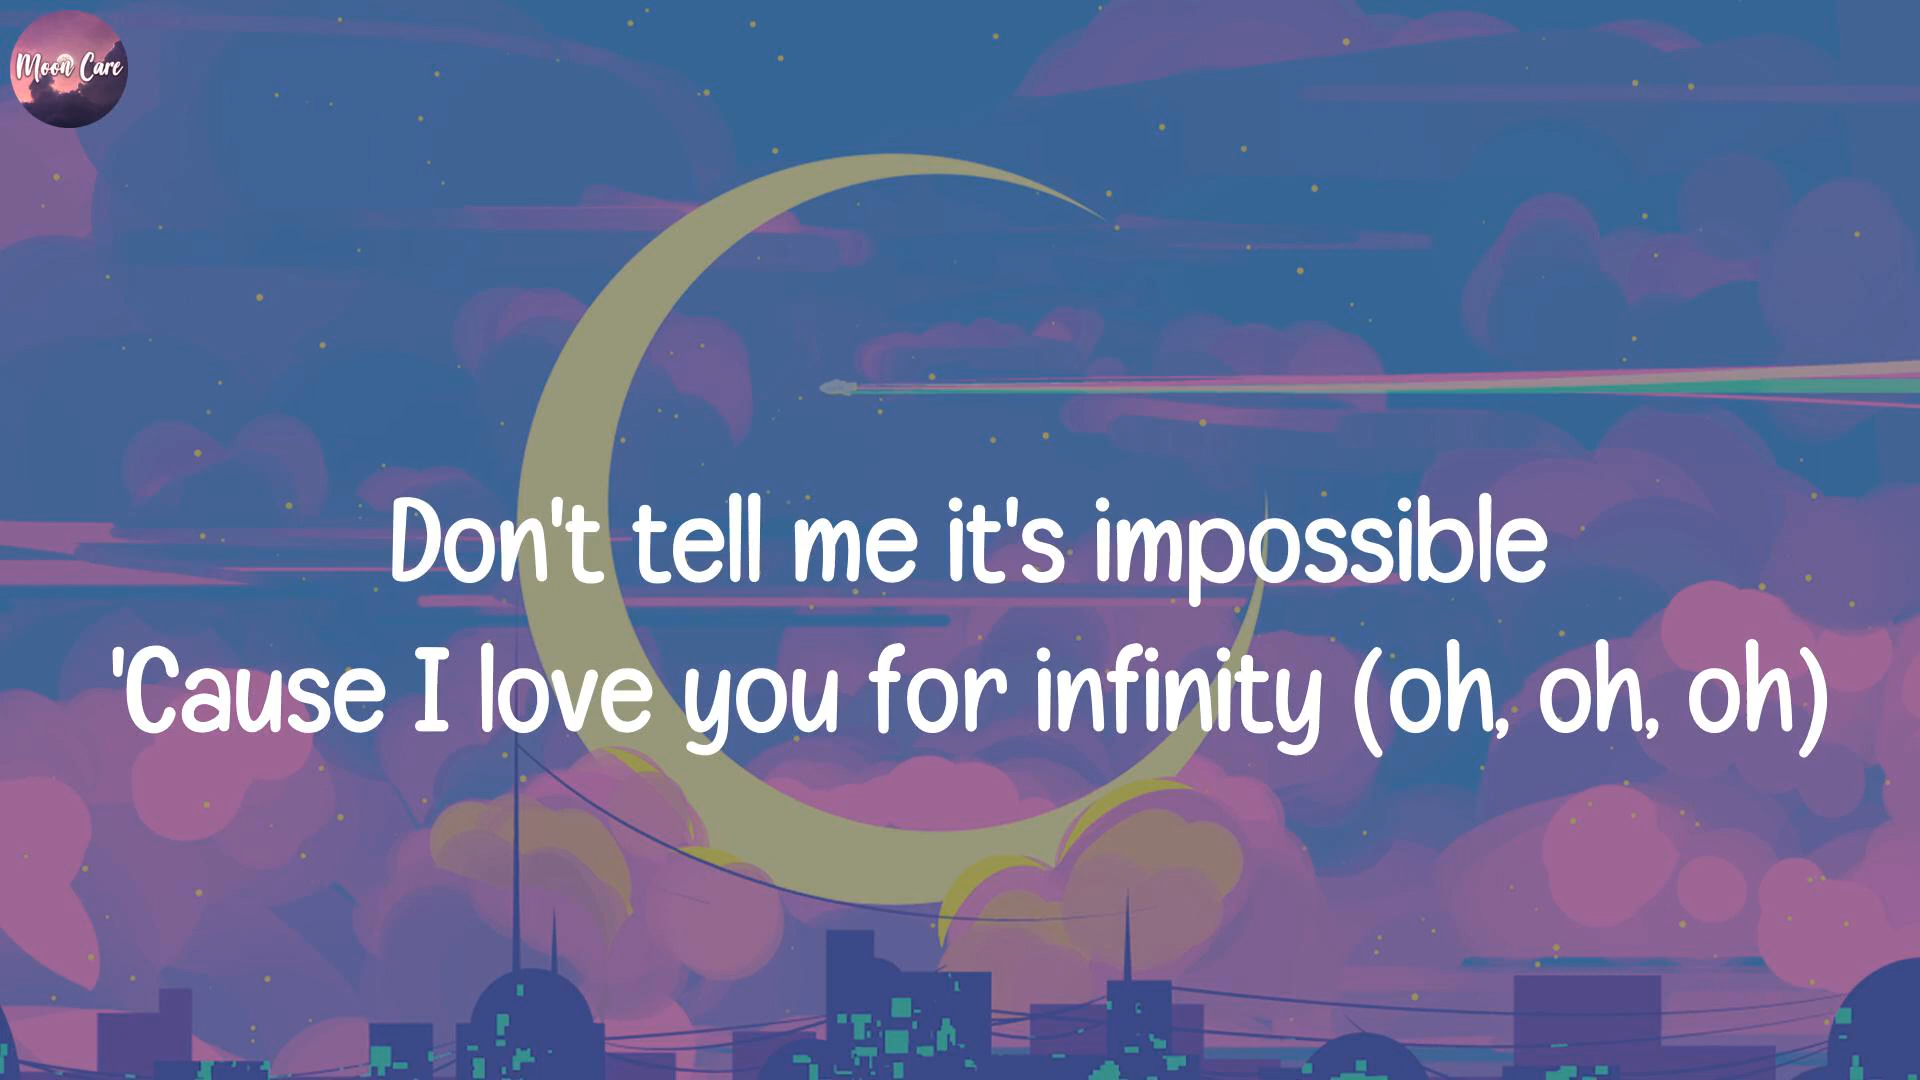 Moon Care
Don't tell me it's impossible
'Cause I love you for infinity (oh, oh, oh)